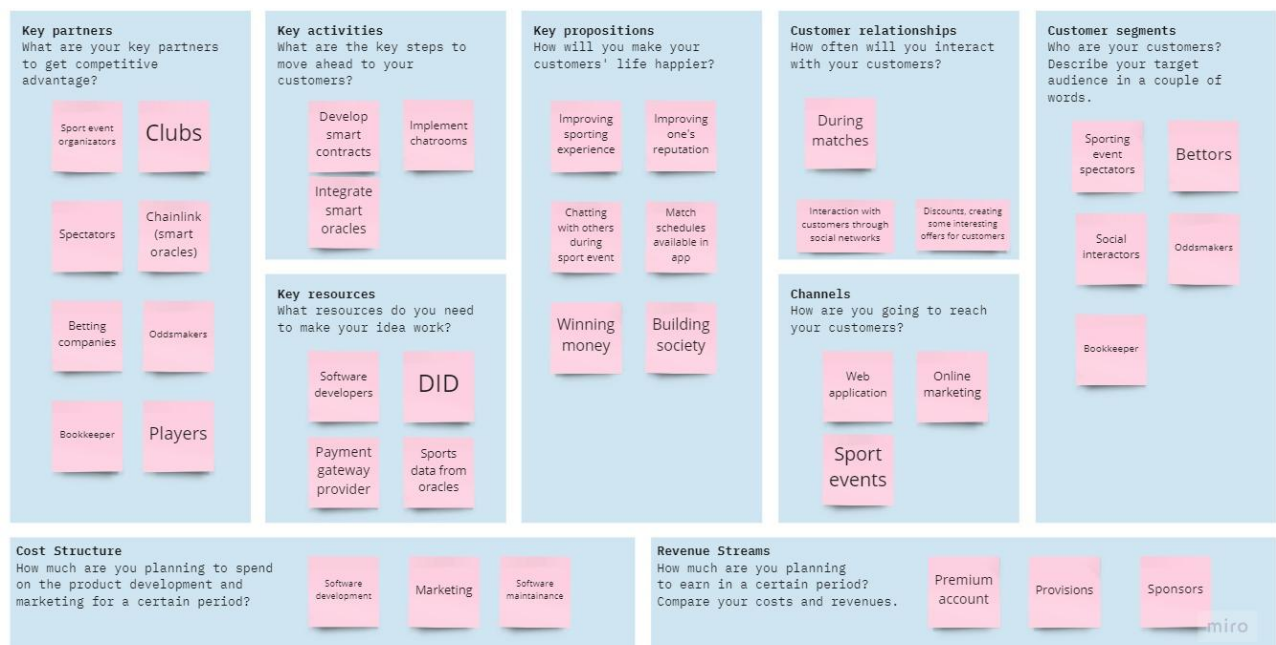 Key partners
What are your key partners
to get competitive
advantage?
Sport event
organizators
Clubs
Spectators
Chainlink
(smart
oracles)
Betting
companies
Oddsmakers
Bookkeeper
Players
Key activities
What are the key steps to
move ahead to your
customers?
Develop
smart
contracts
Implement
chatrooms
Integrate
smart
oracles
Key resources
What resources do you need
to make your idea work?
Software
developers
DID
Payment
gateway
provider
Sports
data from
oracles
Key propositions
How will you make your
customers' life happier?
Improving
sporting
experience
Improving
one's
reputation
Chatting
with others
during
sport event
Match
schedules
available in
app
Winning
money
Building
society
Customer relationships
How often will you interact
with your customers?
During
matches
Interaction with
customers through
social networks
Discounts, creating
some interesting
offers for customers
Channels
How are you going to reach
your customers?
Web
application
Online
marketing
Sport
events
Customer segments
Who are your customers?
Describe your target
audience in a couple of
words.
Sporting
event
spectators
Bettors
Social
interactors
Oddsmakers
Bookkeeper
Cost Structure
How much are you planning to spend
on the product development and
marketing for a certain period?
Software
development
Marketing
Software
maintainance
Revenue Streams
How much are you planning
to earn in a certain period?
Compare your costs and revenues.
Premium
account
Provisions
Sponsors
miro